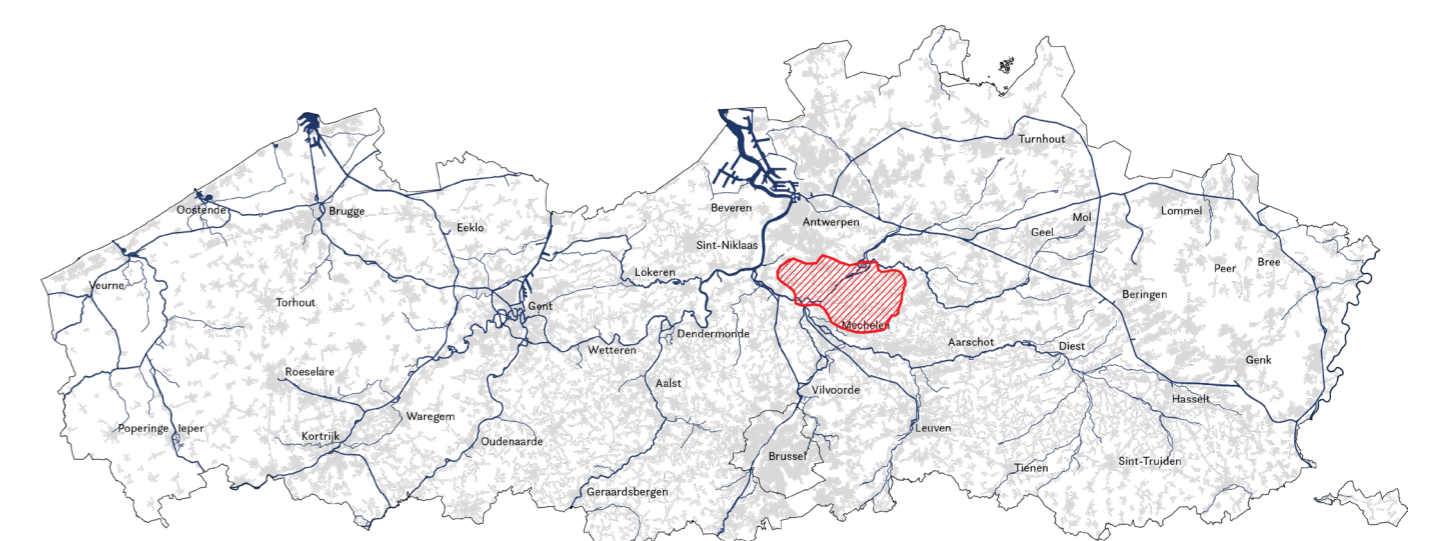 Turnhout
Oostende
Brugge
Beveren
Antwerpen
Mol
Lommel
Eeklo
Geel
Sint-Niklaas
Lokeren
Peer
Bree
Veurne
Torhout
Gent
Beringen
Mechelen
Dendermonde
Aarschot
Diest
Wetteren
Genk
Roeselare
Aalst
Vilvoorde
Hasselt
Waregem
Poperinge
Ieper
Kortrijk
Oudenaarde
Leuven
Brussel
Tienen
Sint-Truiden
Geraardsbergen